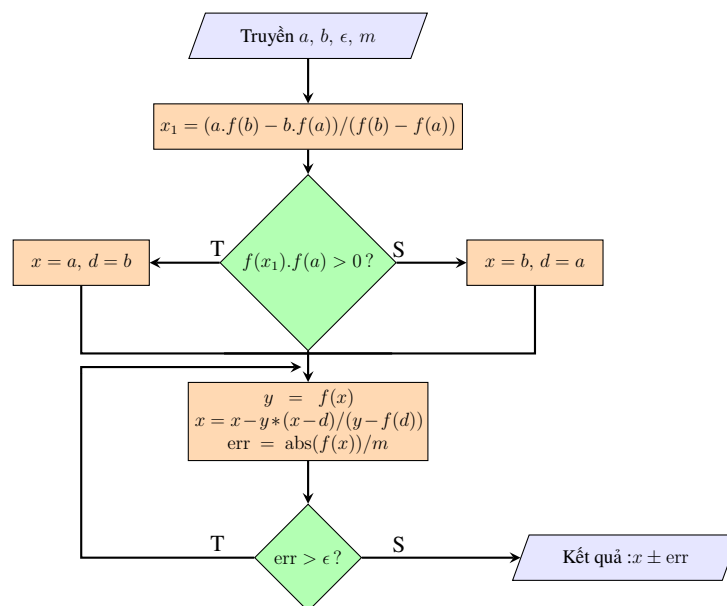 Truyền a, b, ϵ, m
x₁ = (a.f(b) − b.f(a))/(f(b) − f(a))
T
S
x = a, d = b
f(x₁).f(a) > 0 ?
x = b, d = a
y = f(x)
x = x−y∗(x−d)/(y−f(d))
err = abs(f(x))/m
T
S
err > ϵ ?
Kết quả :x ± err